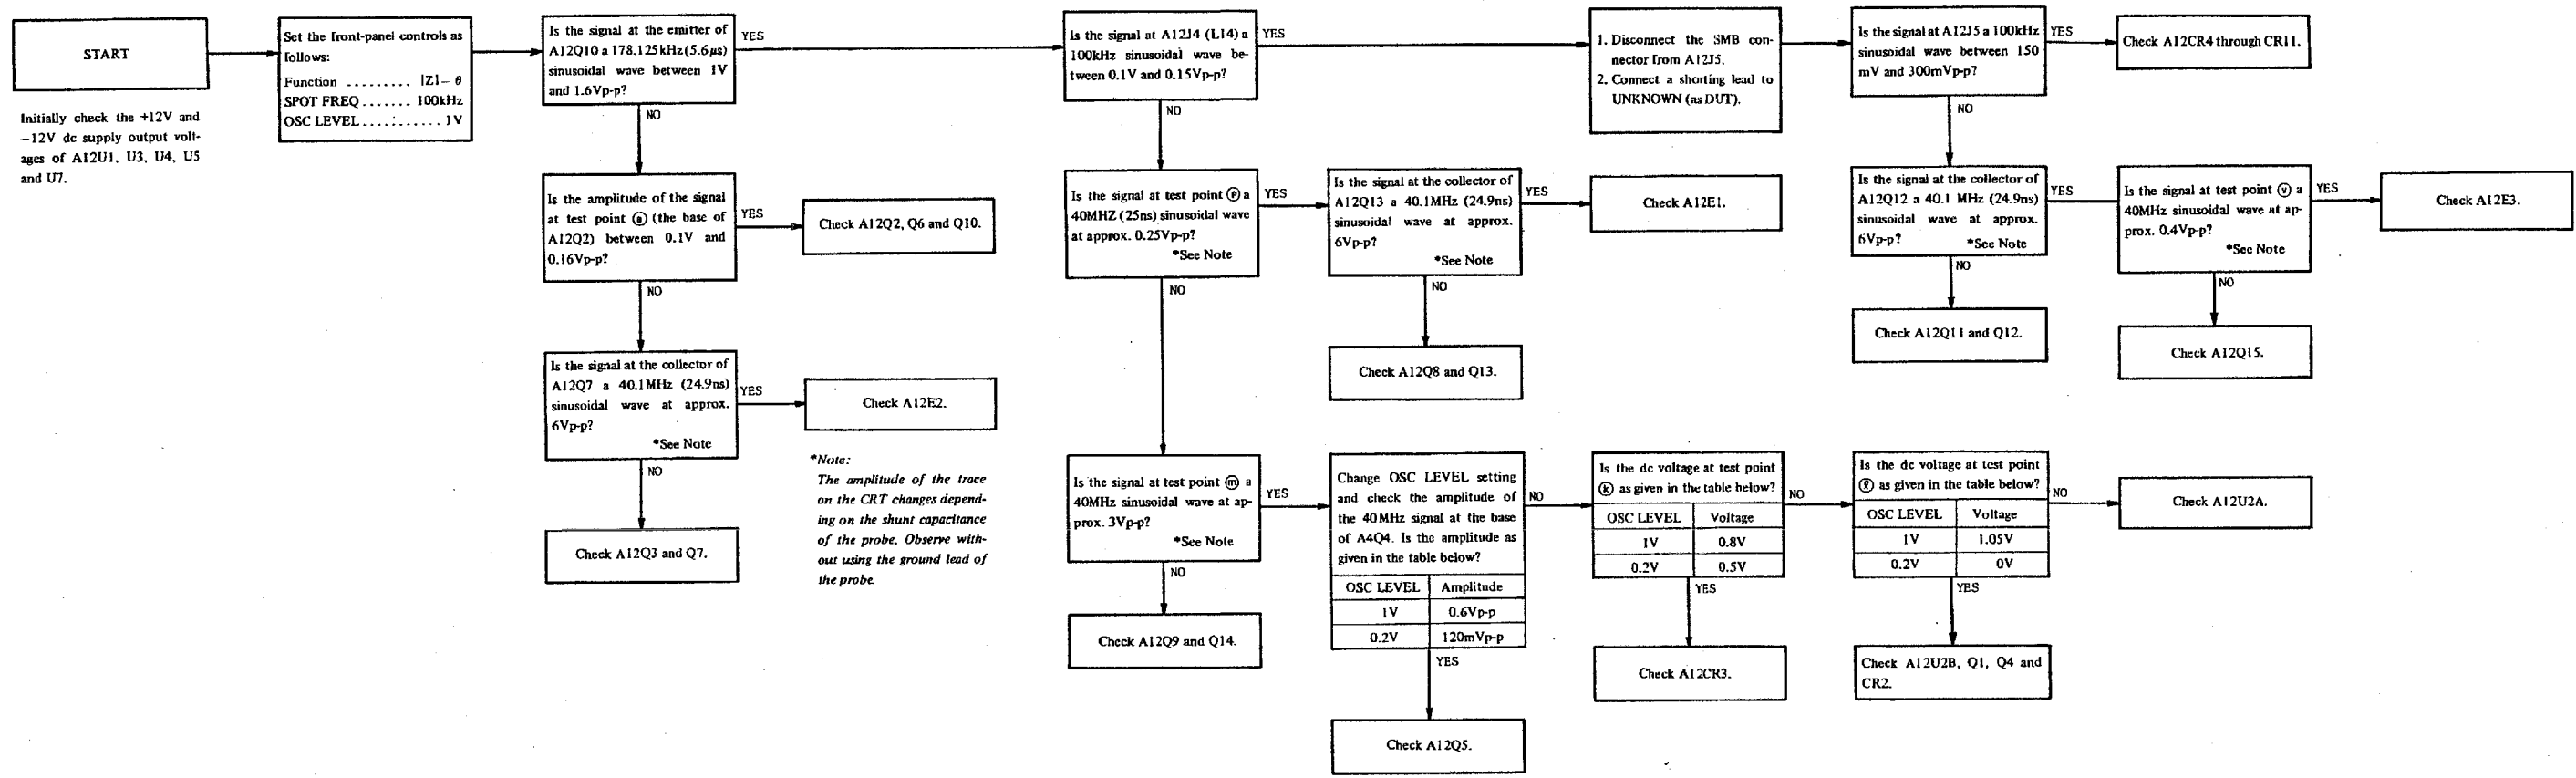 START
Initially check the +12V and
–12V dc supply output volt-
ages of A12U1, U3, U4, U5
and U7.
Set the front-panel controls as
follows:
Function ......... |Z|– θ
SPOT FREQ ....... 100kHz
OSC LEVEL ............ 1V
Is the signal at the emitter of
A12Q10 a 178.125kHz (5.6μs)
sinusoidal wave between 1V
and 1.6Vp-p?
YES
NO
Is the amplitude of the signal
at test point ⓐ (the base of
A12Q2) between 0.1V and
0.16Vp-p?
YES
Check A12Q2, Q6 and Q10.
NO
Is the signal at the collector of
A12Q7 a 40.1MHz (24.9ns)
sinusoidal wave at approx.
6Vp-p?
*See Note
YES
Check A12E2.
NO
Check A12Q3 and Q7.
*Note:
The amplitude of the trace
on the CRT changes depend-
ing on the shunt capacitance
of the probe. Observe with-
out using the ground lead of
the probe.
Is the signal at A12J4 (L14) a
100kHz sinusoidal wave be-
tween 0.1V and 0.15Vp-p?
YES
NO
Is the signal at test point ⓟ a
40MHZ (25ns) sinusoidal wave
at approx. 0.25Vp-p?
*See Note
YES
NO
Is the signal at the collector of
A12Q13 a 40.1MHz (24.9ns)
sinusoidal wave at approx.
6Vp-p?
*See Note
YES
Check A12E1.
NO
Check A12Q8 and Q13.
Is the signal at test point ⓜ a
40MHz sinusoidal wave at ap-
prox. 3Vp-p?
*See Note
YES
NO
Check A12Q9 and Q14.
Change OSC LEVEL setting
and check the amplitude of
the 40MHz signal at the base
of A4Q4. Is the amplitude as
given in the table below?
OSC LEVEL Amplitude
1V 0.6Vp-p
0.2V 120mVp-p
NO
YES
Check A12Q5.
Is the dc voltage at test point
ⓚ as given in the table below?
OSC LEVEL Voltage
1V 0.8V
0.2V 0.5V
NO
YES
Check A12CR3.
Is the dc voltage at test point
ⓡ as given in the table below?
OSC LEVEL Voltage
1V 1.05V
0.2V 0V
NO
Check A12U2A.
YES
Check A12U2B, Q1, Q4 and
CR2.
1. Disconnect the SMB con-
nector from A12J5.
2. Connect a shorting lead to
UNKNOWN (as DUT).
Is the signal at A12J5 a 100kHz
sinusoidal wave between 150
mV and 300mVp-p?
YES
Check A12CR4 through CR11.
NO
Is the signal at the collector of
A12Q12 a 40.1 MHz (24.9ns)
sinusoidal wave at approx.
6Vp-p?
*See Note
YES
NO
Check A12Q11 and Q12.
Is the signal at test point ⓥ a
40MHz sinusoidal wave at ap-
prox. 0.4Vp-p?
*See Note
YES
Check A12E3.
NO
Check A12Q15.